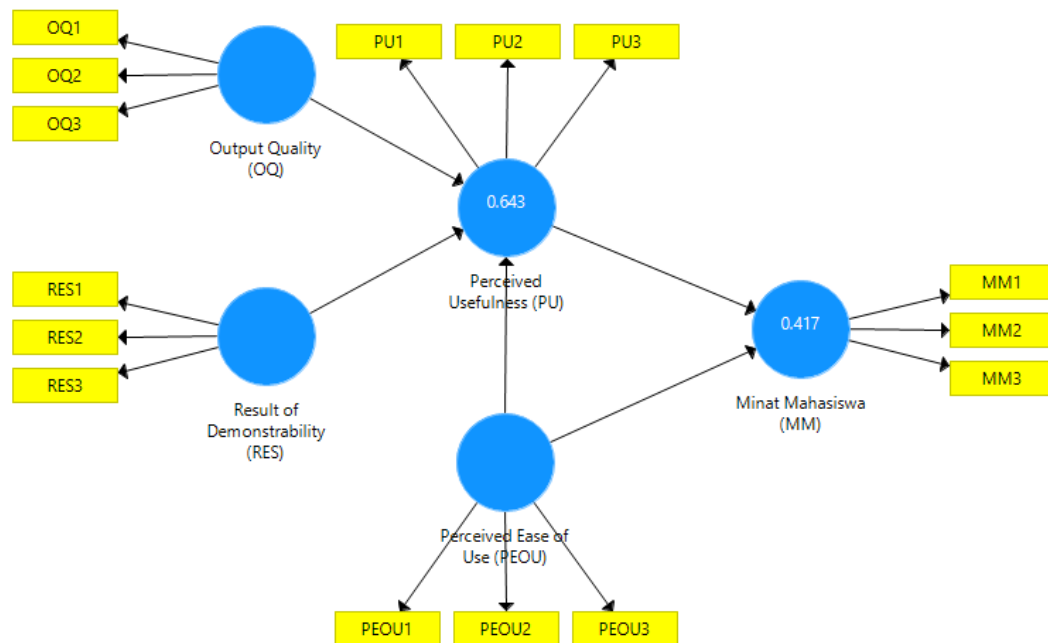 OQ1
OQ2
OQ3
Output Quality
(OQ)
PU1
PU2
PU3
0.643
Perceived
Usefulness (PU)
RES1
RES2
RES3
Result of
Demonstrability
(RES)
0.417
Minat Mahasiswa
(MM)
MM1
MM2
MM3
Perceived Ease of
Use (PEOU)
PEOU1
PEOU2
PEOU3